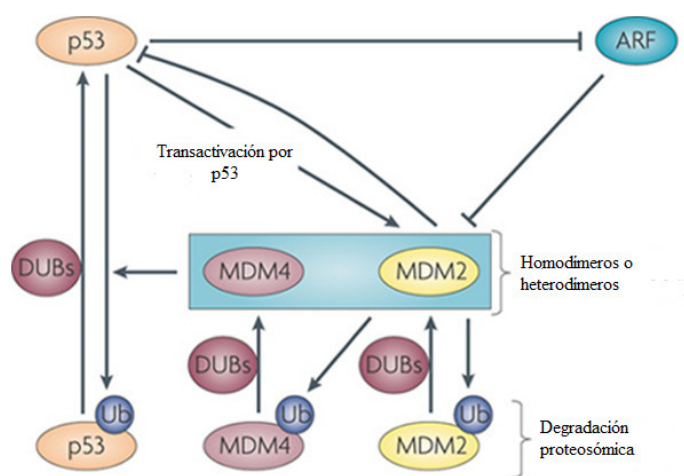 p53
ARF
Transactivación por
p53
DUBs
MDM4
MDM2
Homodímeros o
heterodímeros
DUBs
DUBs
Ub
Ub
Ub
p53
MDM4
MDM2
Degradación
proteosómica